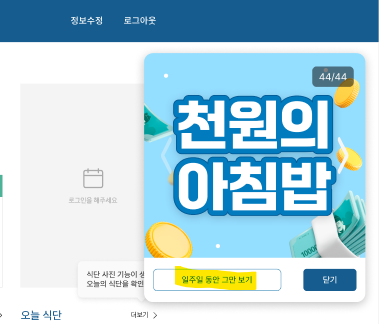 정보수정 로그아웃
44/44
천원의
아침밥
로그인을 해주세요
식단 사진 기능이
오늘의 식단을 확인
일주일 동안 그만 보기 닫기
오늘 식단 더보기